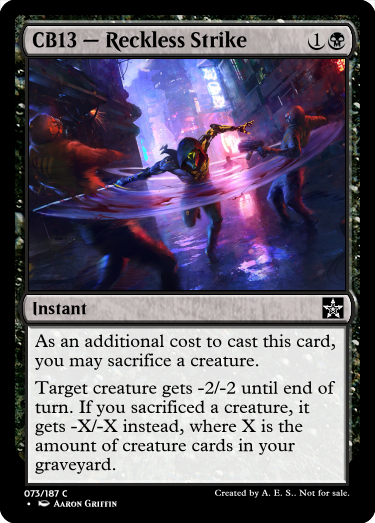 CB13 — Reckless Strike 1
Instant
As an additional cost to cast this card,
you may sacrifice a creature.
Target creature gets -2/-2 until end of
turn. If you sacrificed a creature, it
gets -X/-X instead, where X is the
amount of creature cards in your
graveyard.
073/187 C Created by A. E. S.. Not for sale.
• Aaron Griffin